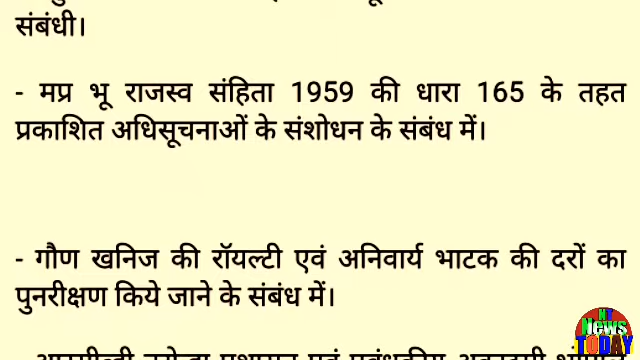 संबंधी।
- मप्र भू राजस्व संहिता 1959 की धारा 165 के तहत
प्रकाशित अधिसूचनाओं के संशोधन के संबंध में।
- गौण खनिज की रॉयल्टी एवं अनिवार्य भाटक की दरों का
पुनरीक्षण किये जाने के संबंध में।
NT
News
TODAY